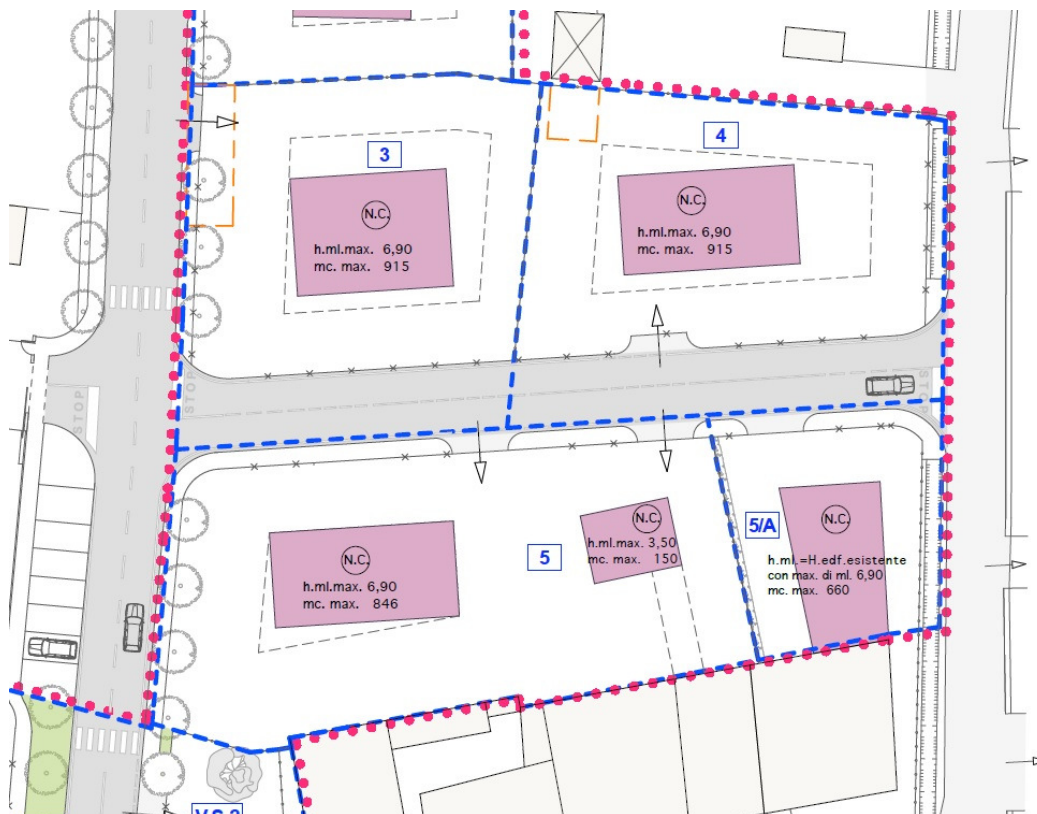 3
N.C.
h.ml.max. 6,90
mc. max. 915
4
N.C.
h.ml.max. 6,90
mc. max. 915
STOP
STOP
STOP
5
N.C.
h.ml.max. 6,90
mc. max. 846
N.C.
h.ml.max. 3,50
mc. max. 150
5/A
N.C.
h.ml.=H.edf.esistente
con max. di ml. 6,90
mc. max. 660